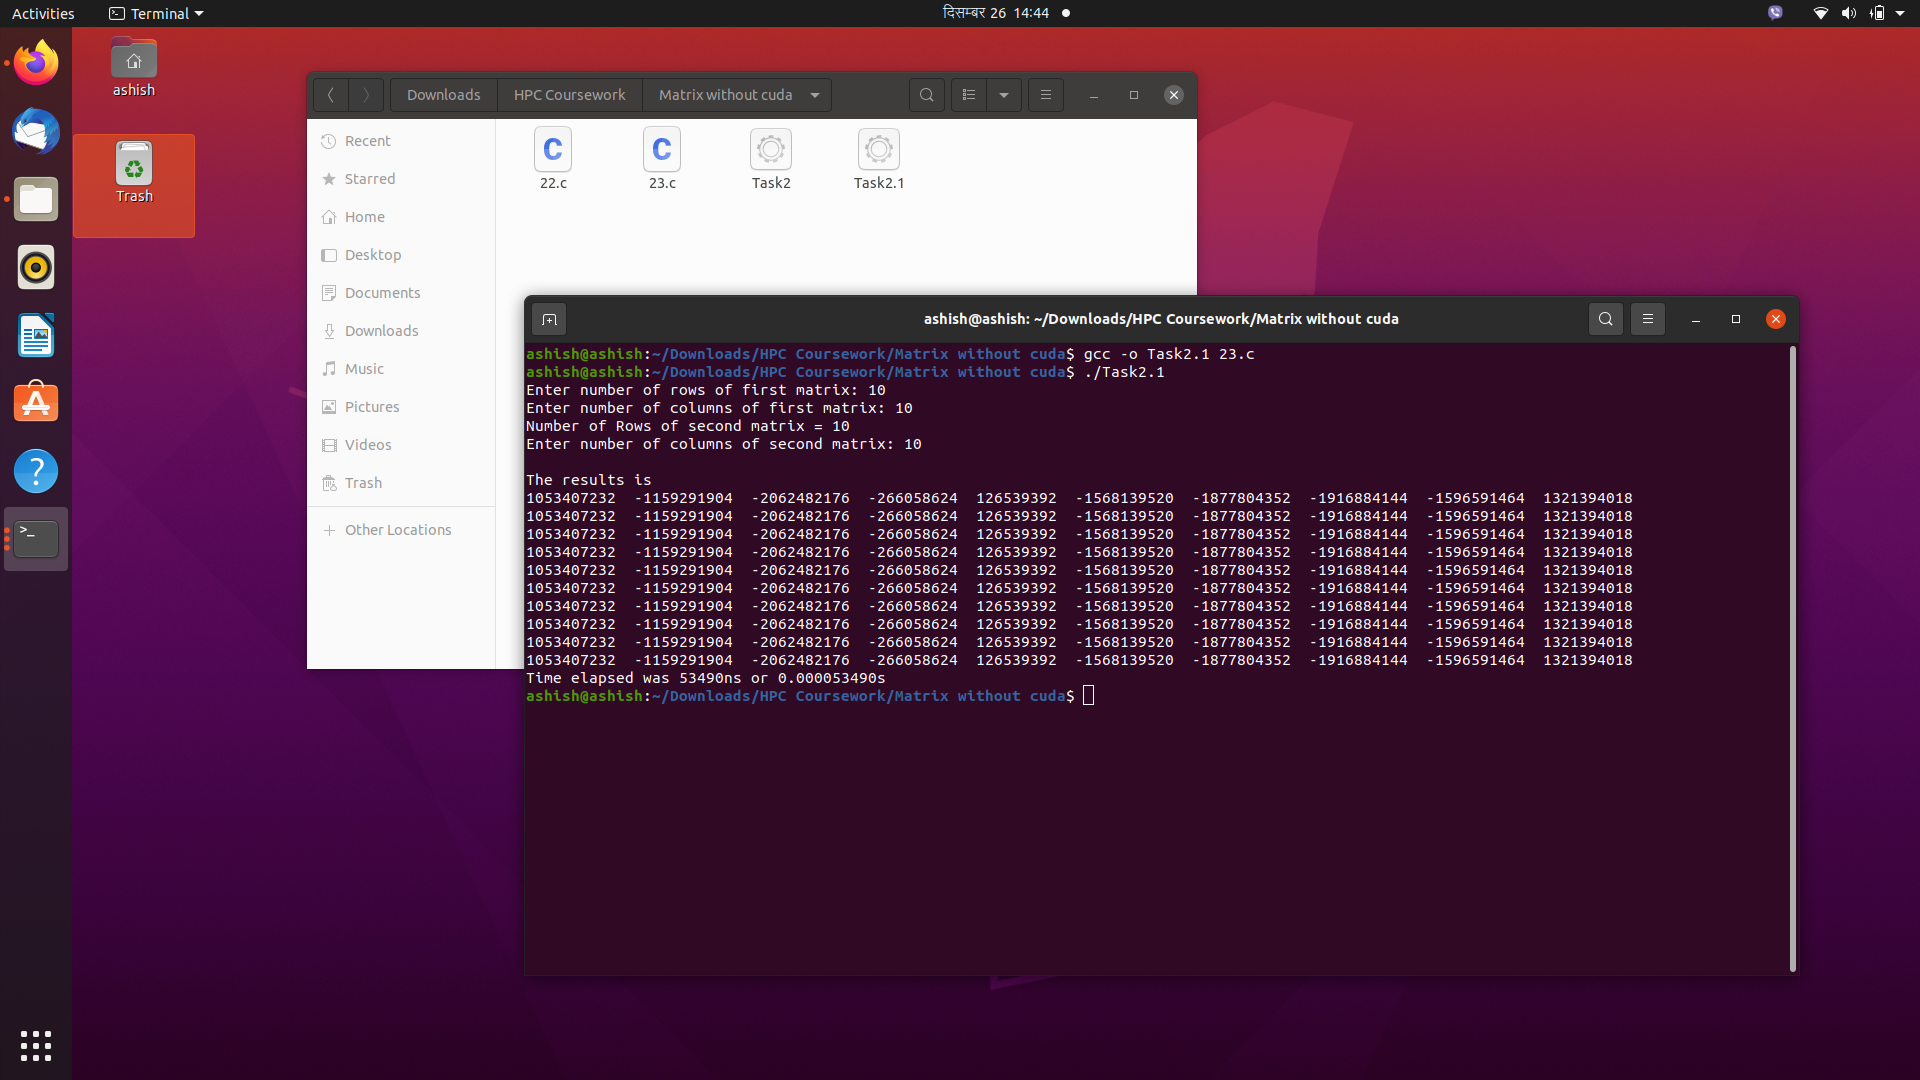 Activities
Terminal
दिसम्बर 26 14:44
ashish
Trash
Downloads
HPC Coursework
Matrix without cuda
Recent
Starred
Home
Desktop
Documents
Downloads
Music
Pictures
Videos
Trash
Other Locations
C
22.c
C
23.c
Task2
Task2.1
ashish@ashish: ~/Downloads/HPC Coursework/Matrix without cuda
ashish@ashish:~/Downloads/HPC Coursework/Matrix without cuda$ gcc -o Task2.1 23.c
ashish@ashish:~/Downloads/HPC Coursework/Matrix without cuda$ ./Task2.1
Enter number of rows of first matrix: 10
Enter number of columns of first matrix: 10
Number of Rows of second matrix = 10
Enter number of columns of second matrix: 10
The results is
1053407232 -1159291904 -2062482176 -266058624 126539392 -1568139520 -1877804352 -1916884144 -1596591464 1321394018
1053407232 -1159291904 -2062482176 -266058624 126539392 -1568139520 -1877804352 -1916884144 -1596591464 1321394018
1053407232 -1159291904 -2062482176 -266058624 126539392 -1568139520 -1877804352 -1916884144 -1596591464 1321394018
1053407232 -1159291904 -2062482176 -266058624 126539392 -1568139520 -1877804352 -1916884144 -1596591464 1321394018
1053407232 -1159291904 -2062482176 -266058624 126539392 -1568139520 -1877804352 -1916884144 -1596591464 1321394018
1053407232 -1159291904 -2062482176 -266058624 126539392 -1568139520 -1877804352 -1916884144 -1596591464 1321394018
1053407232 -1159291904 -2062482176 -266058624 126539392 -1568139520 -1877804352 -1916884144 -1596591464 1321394018
1053407232 -1159291904 -2062482176 -266058624 126539392 -1568139520 -1877804352 -1916884144 -1596591464 1321394018
1053407232 -1159291904 -2062482176 -266058624 126539392 -1568139520 -1877804352 -1916884144 -1596591464 1321394018
1053407232 -1159291904 -2062482176 -266058624 126539392 -1568139520 -1877804352 -1916884144 -1596591464 1321394018
Time elapsed was 53490ns or 0.000053490s
ashish@ashish:~/Downloads/HPC Coursework/Matrix without cuda$